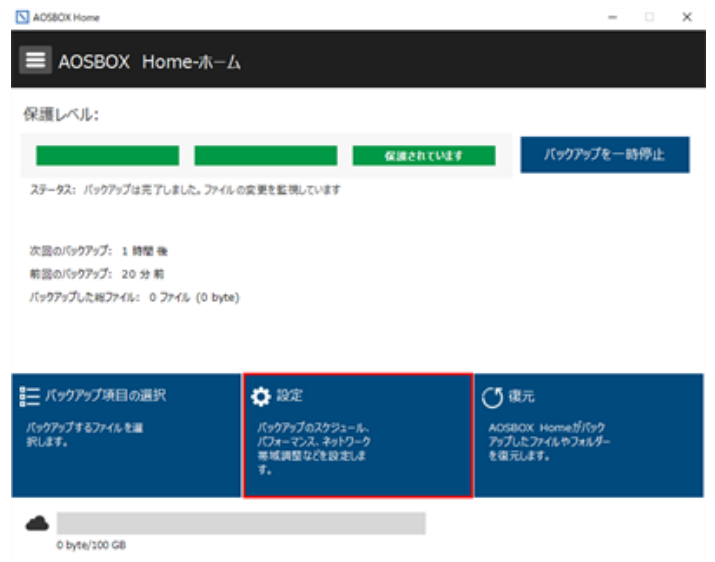 AOSBOX Home
AOSBOX Home-ホーム
保護レベル:
保護されています
バックアップを一時停止
ステータス: バックアップは完了しました。ファイルの変更を監視しています
次回のバックアップ: 1 時間 後
前回のバックアップ: 20 分 前
バックアップした総ファイル: 0 ファイル (0 byte)
バックアップ項目の選択
バックアップするファイルを選
択します。
設定
バックアップのスケジュール、
パフォーマンス、ネットワーク
帯域調整などを設定しま
す。
復元
AOSBOX Homeがバック
アップしたファイルやフォルダー
を復元します。
0 byte/100 GB